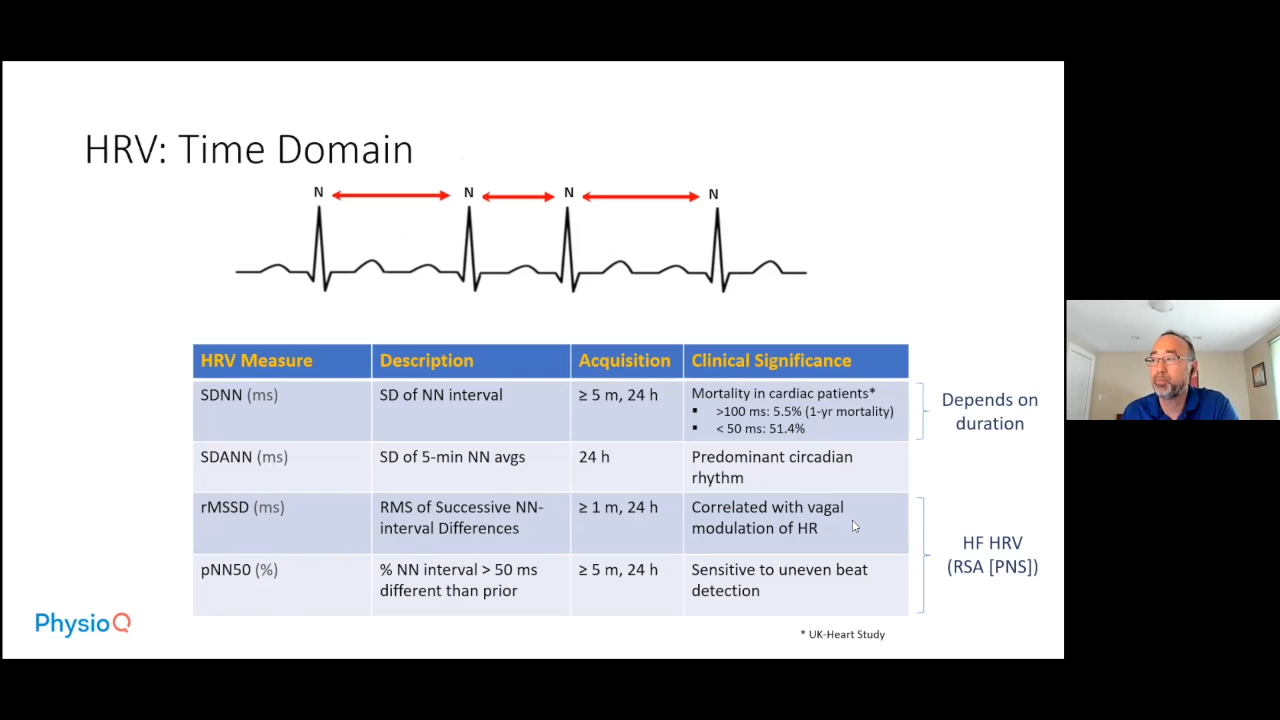 HRV: Time Domain
N N N N
HRV Measure Description Acquisition Clinical Significance
SDNN (ms) SD of NN interval ≥ 5 m, 24 h Mortality in cardiac patients*
▪ >100 ms: 5.5% (1-yr mortality)
▪ < 50 ms: 51.4%
Depends on
duration
SDANN (ms) SD of 5-min NN avgs 24 h Predominant circadian
rhythm
rMSSD (ms) RMS of Successive NN-
interval Differences
≥ 1 m, 24 h Correlated with vagal
modulation of HR
pNN50 (%) % NN interval > 50 ms
different than prior
≥ 5 m, 24 h Sensitive to uneven beat
detection
HF HRV
(RSA [PNS])
PhysioQ
* UK-Heart Study